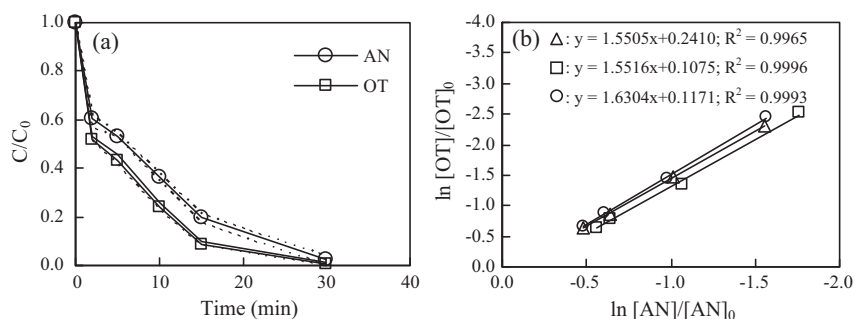 (a)
AN
OT
C/C0
1.0
0.8
0.6
0.4
0.2
0.0
0 10 20 30 40
Time (min)
(b)
△: y = 1.5505x+0.2410; R² = 0.9965
□: y = 1.5516x+0.1075; R² = 0.9996
○: y = 1.6304x+0.1171; R² = 0.9993
ln [OT]/[OT]0
-4.0
-3.5
-3.0
-2.5
-2.0
-1.5
-1.0
-0.5
0.0
0.0 -0.5 -1.0 -1.5 -2.0
ln [AN]/[AN]0